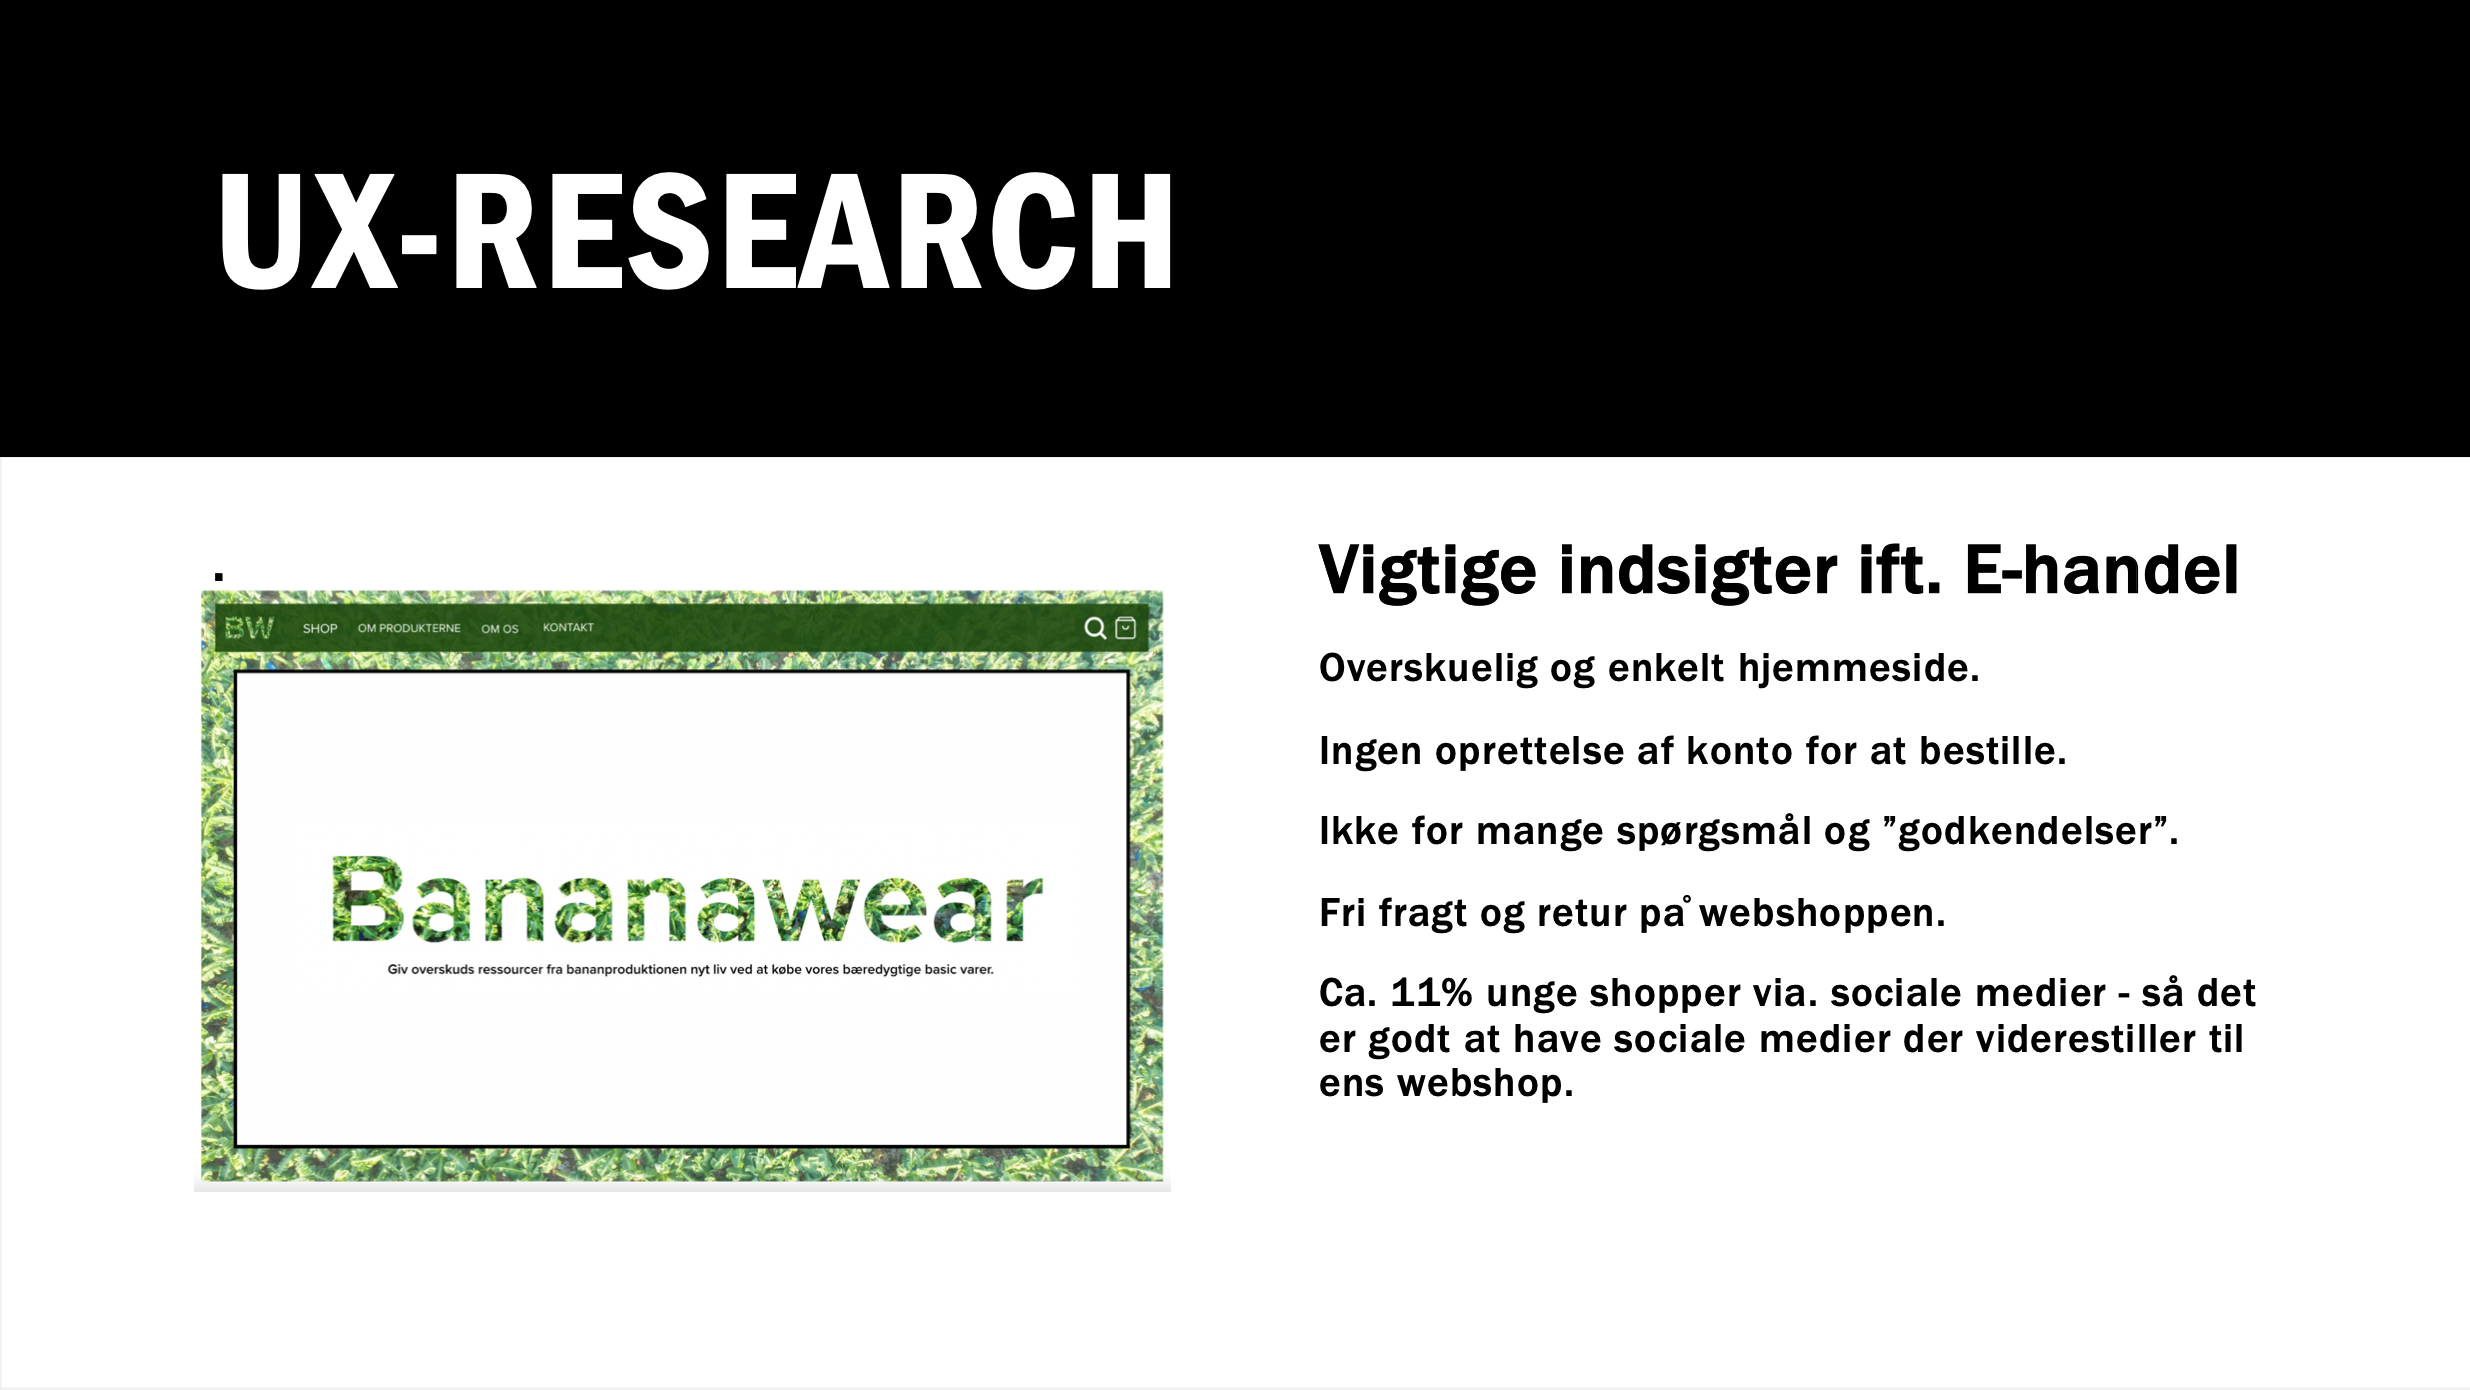 UX-RESEARCH
.
BW SHOP OM PRODUKTERNE OM OS KONTAKT
Bananawear
Giv overskuds ressourcer fra bananproduktionen nyt liv ved at købe vores bæredygtige basic varer.
Vigtige indsigter ift. E-handel
Overskuelig og enkelt hjemmeside.
Ingen oprettelse af konto for at bestille.
Ikke for mange spørgsmål og ”godkendelser”.
Fri fragt og retur på webshoppen.
Ca. 11% unge shopper via. sociale medier - så det
er godt at have sociale medier der viderestiller til
ens webshop.